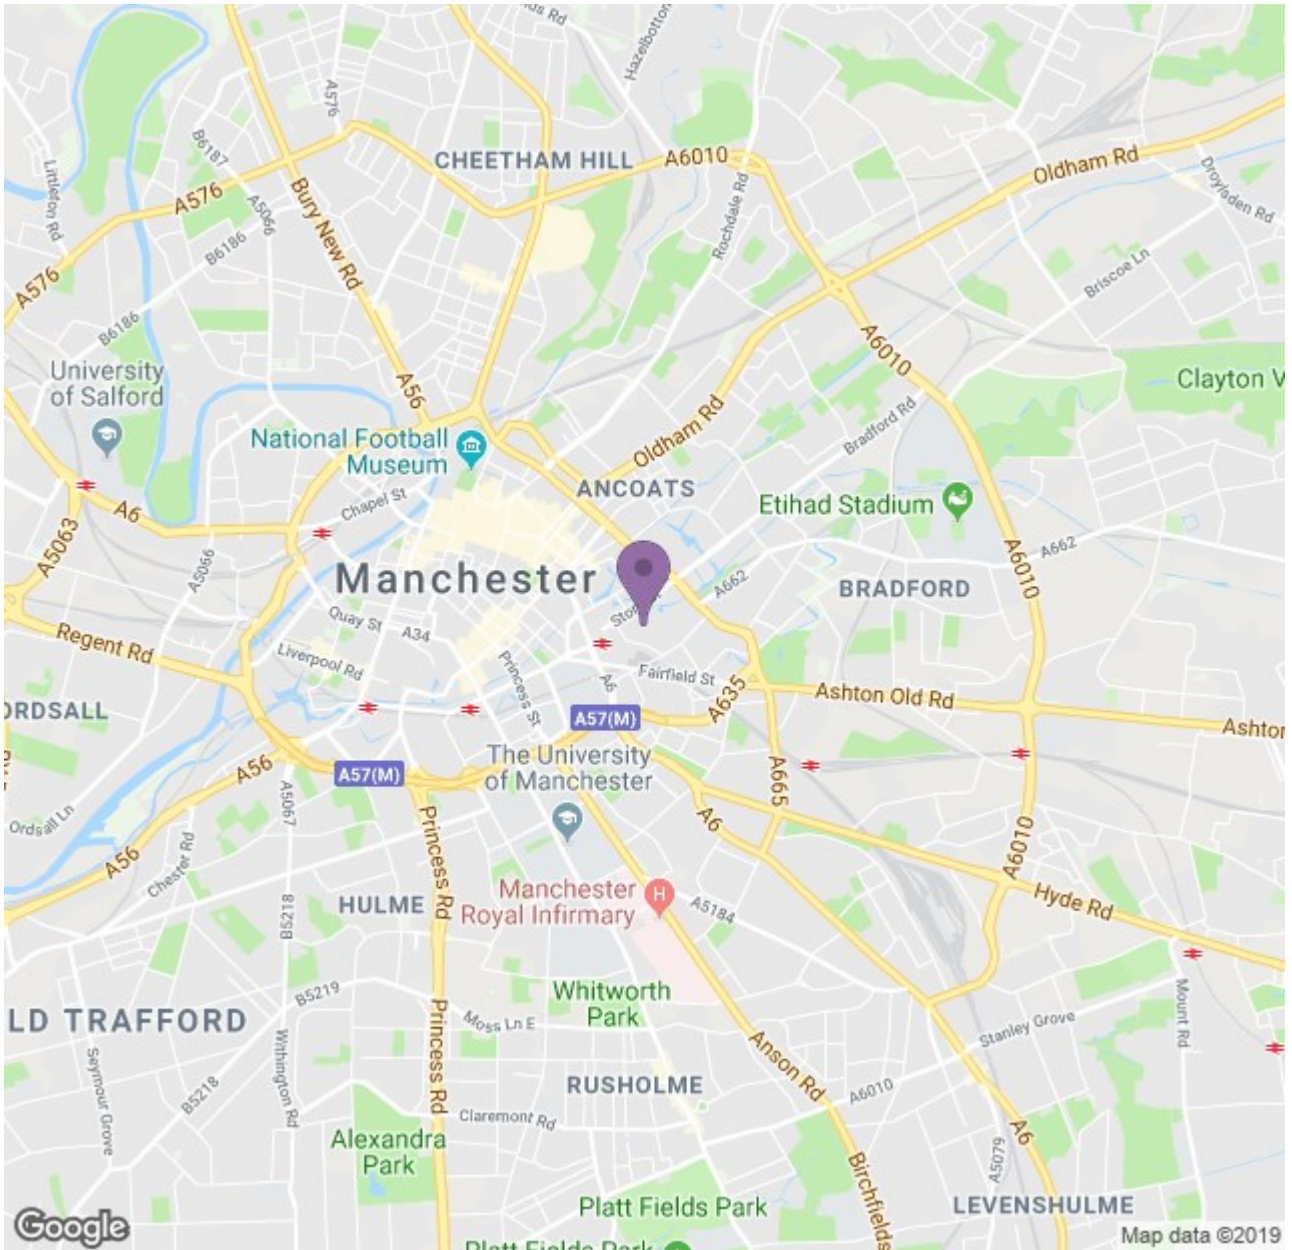 ds Rd
Hazelbottom
A576
B6187
CHEETHAM HILL
A6010
Oldham Rd
Littleton Rd
A576
A5066
Bury New Rd
Rochdale Rd
Droylsden Rd
B6186
Briscoe Ln
A576
B6186
A6010
University
of Salford
A56
Clayton V
Bradford Rd
National Football
Museum
Oldham Rd
ANCOATS
Etihad Stadium
Chapel St
A6
A5063
A5066
A6010
A662
Manchester
A662
BRADFORD
Quay St
A34
Regent Rd
Liverpool Rd
Princess St
Fairfield St
A6
A635
Ashton Old Rd
ORDSALL
A57(M)
Ashton
The University
of Manchester
A56
A57(M)
A5067
A665
Ordsall Ln
A6
Princess Rd
A6010
A56
Chester Rd
Manchester
Royal Infirmary
H
HULME
A5184
Hyde Rd
B5218
Whitworth
Park
B5219
Mount Rd
LD TRAFFORD
Princess Rd
Moss Ln E
Stanley Grove
Withington Rd
Anson Rd
Seymour Grove
B5218
RUSHOLME
A6010
Claremont Rd
A6
Alexandra
Park
A5079
Birchfields
Platt Fields Park
LEVENSHULME
Google
Platt Fields Park
Map data ©2019